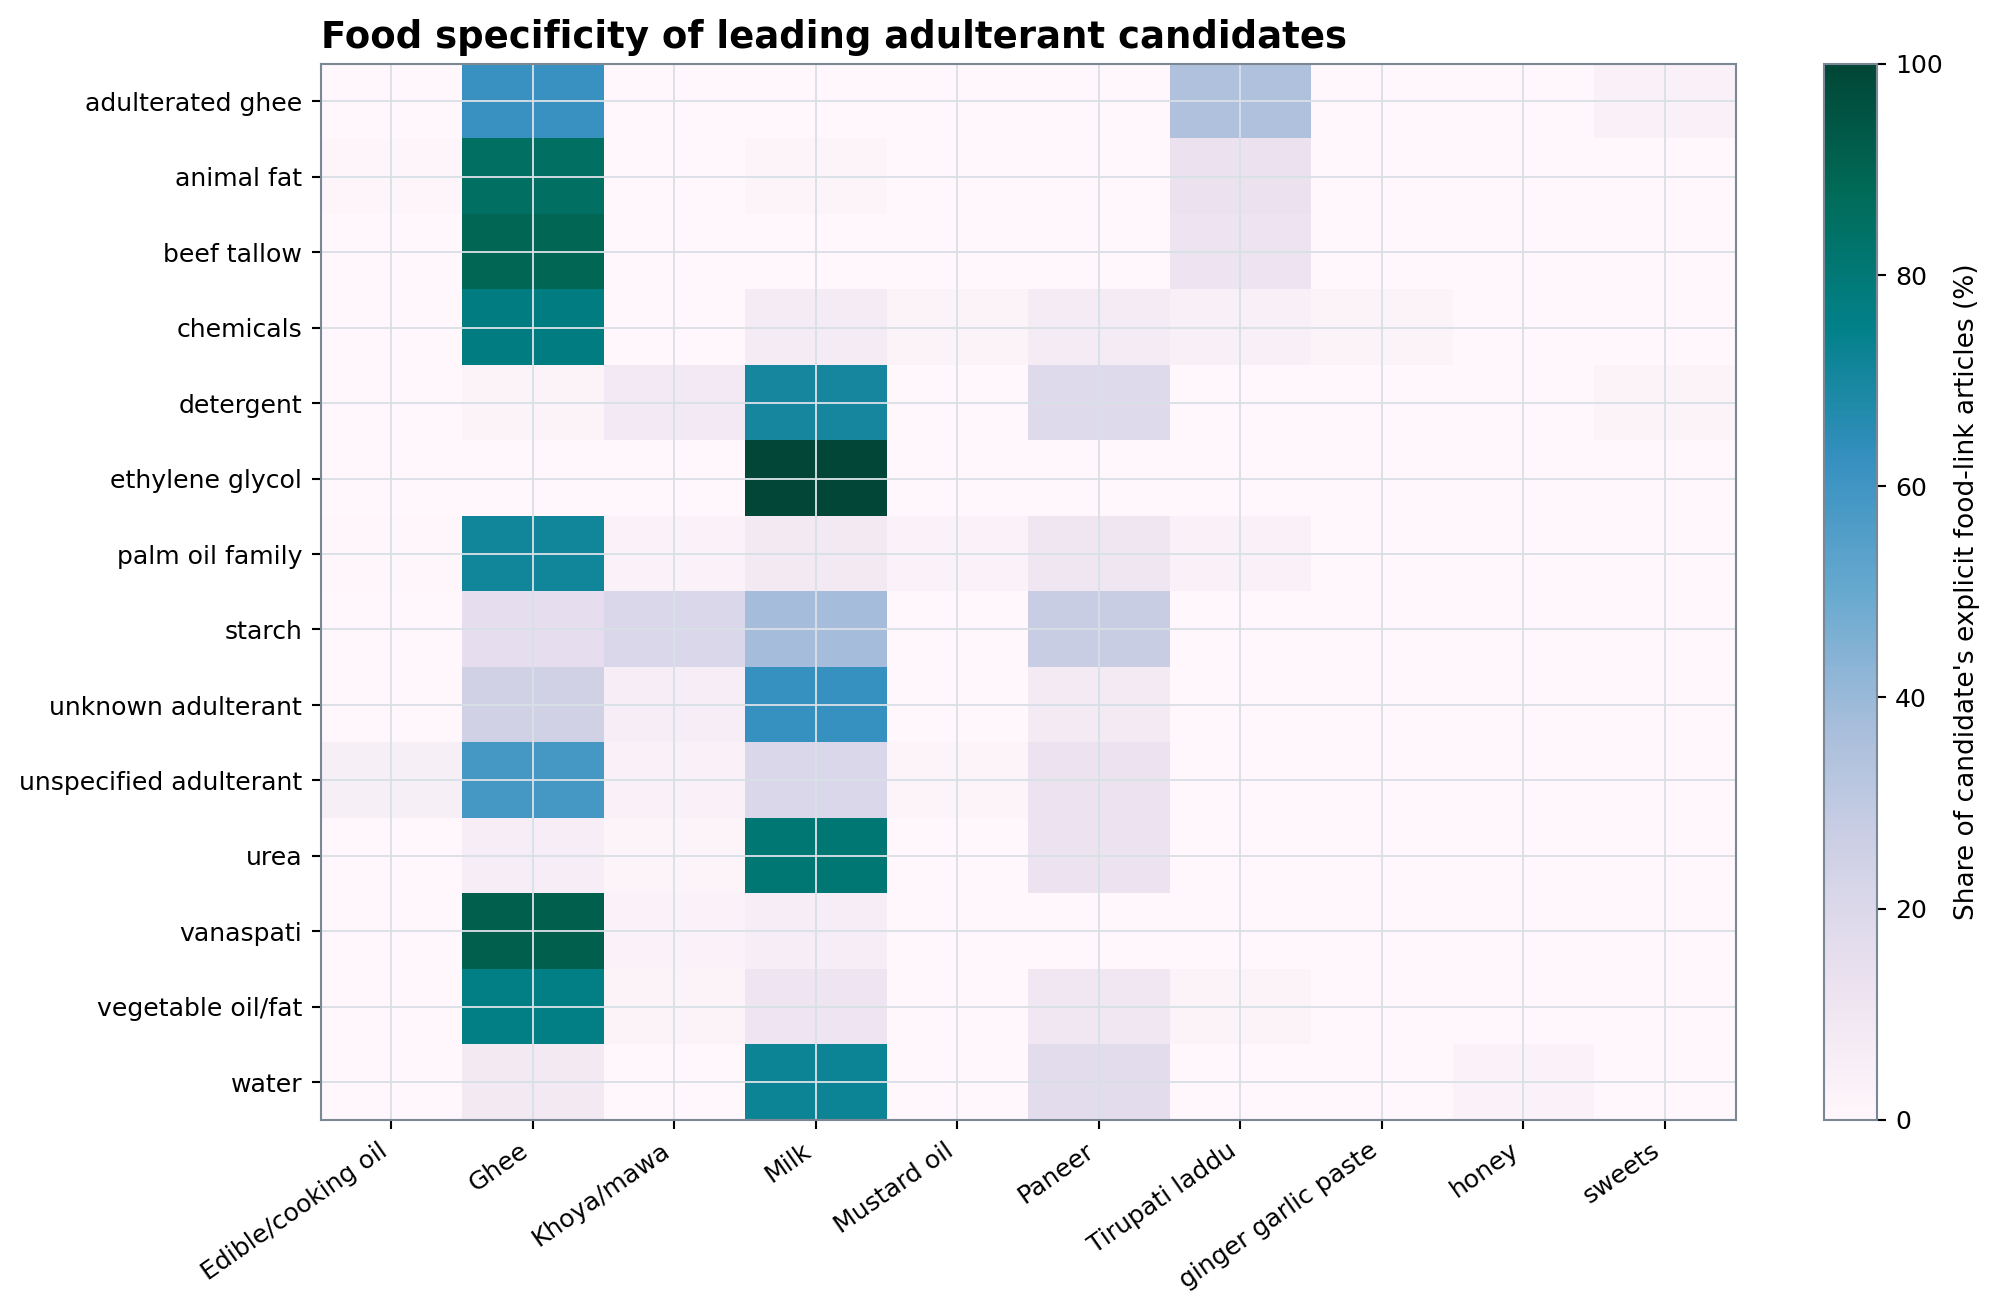 Food specificity of leading adulterant candidates
adulterated ghee
animal fat
beef tallow
chemicals
detergent
ethylene glycol
palm oil family
starch
unknown adulterant
unspecified adulterant
urea
vanaspati
vegetable oil/fat
water
Edible/cooking oil
Ghee
Khoya/mawa
Milk
Mustard oil
Paneer
Tirupati laddu
ginger garlic paste
honey
sweets
100
80
60
40
20
0
Share of candidate's explicit food-link articles (%)